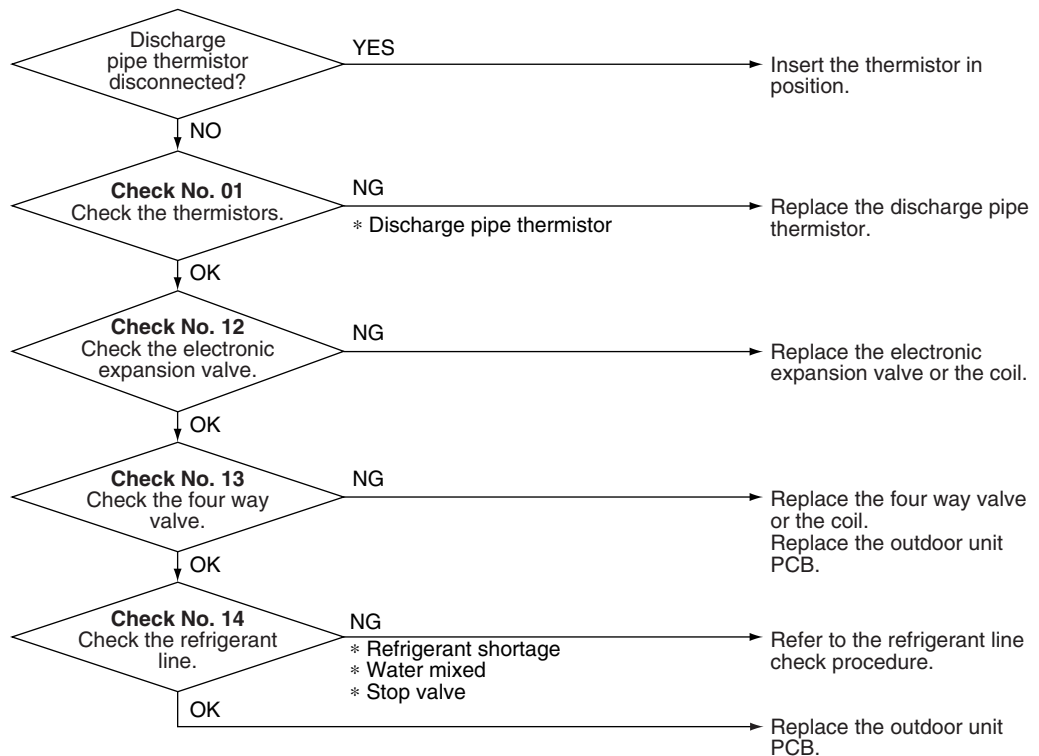 Discharge
pipe thermistor
disconnected?
YES
Insert the thermistor in
position.
NO
Check No. 01
Check the thermistors.
NG
* Discharge pipe thermistor
Replace the discharge pipe
thermistor.
OK
Check No. 12
Check the electronic
expansion valve.
NG
Replace the electronic
expansion valve or the coil.
OK
Check No. 13
Check the four way
valve.
NG
Replace the four way valve
or the coil.
Replace the outdoor unit
PCB.
OK
Check No. 14
Check the refrigerant
line.
NG
* Refrigerant shortage
* Water mixed
* Stop valve
Refer to the refrigerant line
check procedure.
OK
Replace the outdoor unit
PCB.